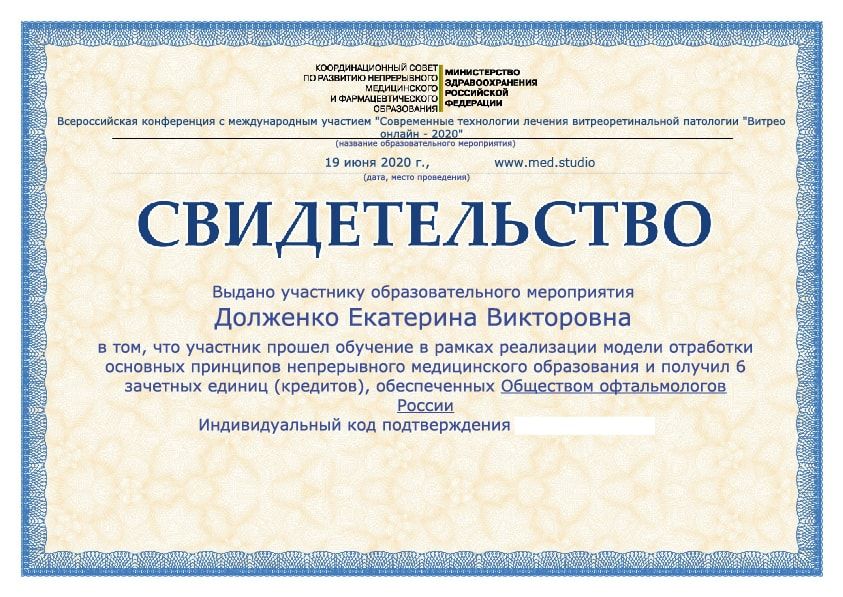 КООРДИНАЦИОННЫЙ СОВЕТ
ПО РАЗВИТИЮ НЕПРЕРЫВНОГО
МЕДИЦИНСКОГО
И ФАРМАЦЕВТИЧЕСКОГО
ОБРАЗОВАНИЯ
МИНИСТЕРСТВО
ЗДРАВООХРАНЕНИЯ
РОССИЙСКОЙ
ФЕДЕРАЦИИ
Всероссийская конференция с международным участием "Современные технологии лечения витреоретинальной патологии "Витрео
онлайн - 2020"
(название образовательного мероприятия)
19 июня 2020 г., www.med.studio
(дата, место проведения)
СВИДЕТЕЛЬСТВО
Выдано участнику образовательного мероприятия
Долженко Екатерина Викторовна
в том, что участник прошел обучение в рамках реализации модели отработки
основных принципов непрерывного медицинского образования и получил 6
зачетных единиц (кредитов), обеспеченных Обществом офтальмологов
России
Индивидуальный код подтверждения